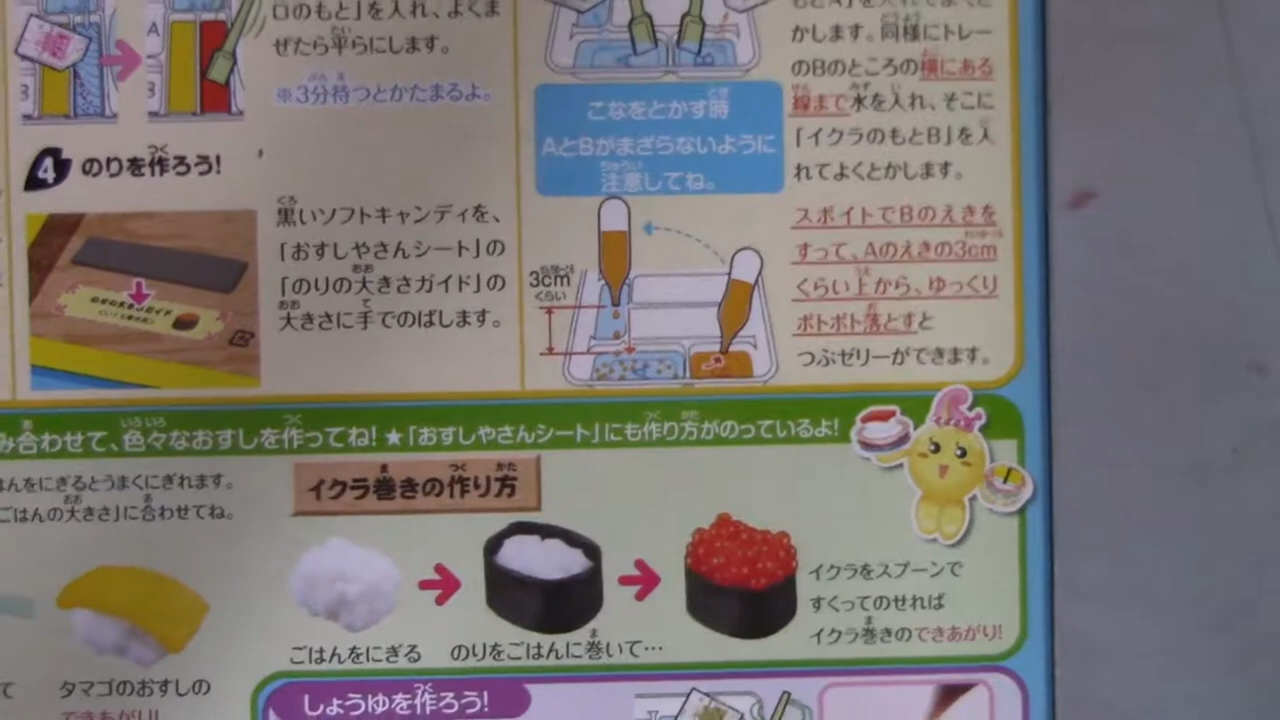 ロのもと」を入れ、よくま
ぜたら平らにします。
※3分待つとかたまるよ。
4 のりを作ろう!
黒いソフトキャンディを、
「おすしやさんシート」の
「のりの大きさガイド」の
大きさに手でのばします。
のりの大きさガイド
こなをとかす時
AとBがまざらないように
注意してね。
3cm
くらい
かします。同様にトレー
のBのところの横にある
線まで水を入れ、そこに
「イクラのもとB」を入
れてよくとかします。
スポイトでBのえきを
すって、Aのえきの3cm
くらい上から、ゆっくり
ポトポト落とすと
つぶゼリーができます。
み合わせて、色々なおすしを作ってね!★「おすしやさんシート」にも作り方がのっているよ!
はんをにぎるとうまくにぎれます。
ごはんの大きさ」に合わせてね。
イクラ巻きの作り方
ごはんをにぎる
のりをごはんに巻いて…
イクラをスプーンで
すくってのせれば
イクラ巻きのできあがり!
て
タマゴのおすしの
できあがり!!
しょうゆを作ろう!